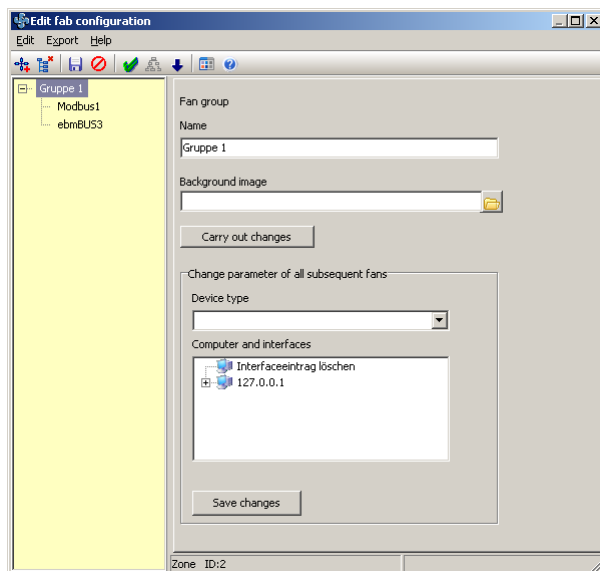 Edit fab configuration
Edit Export Help
Gruppe 1
Modbus1
ebmBUS3
Fan group
Name
Gruppe 1
Background image
Carry out changes
Change parameter of all subsequent fans
Device type
Computer and interfaces
Interfaceeintrag löschen
127.0.0.1
Save changes
Zone ID:2